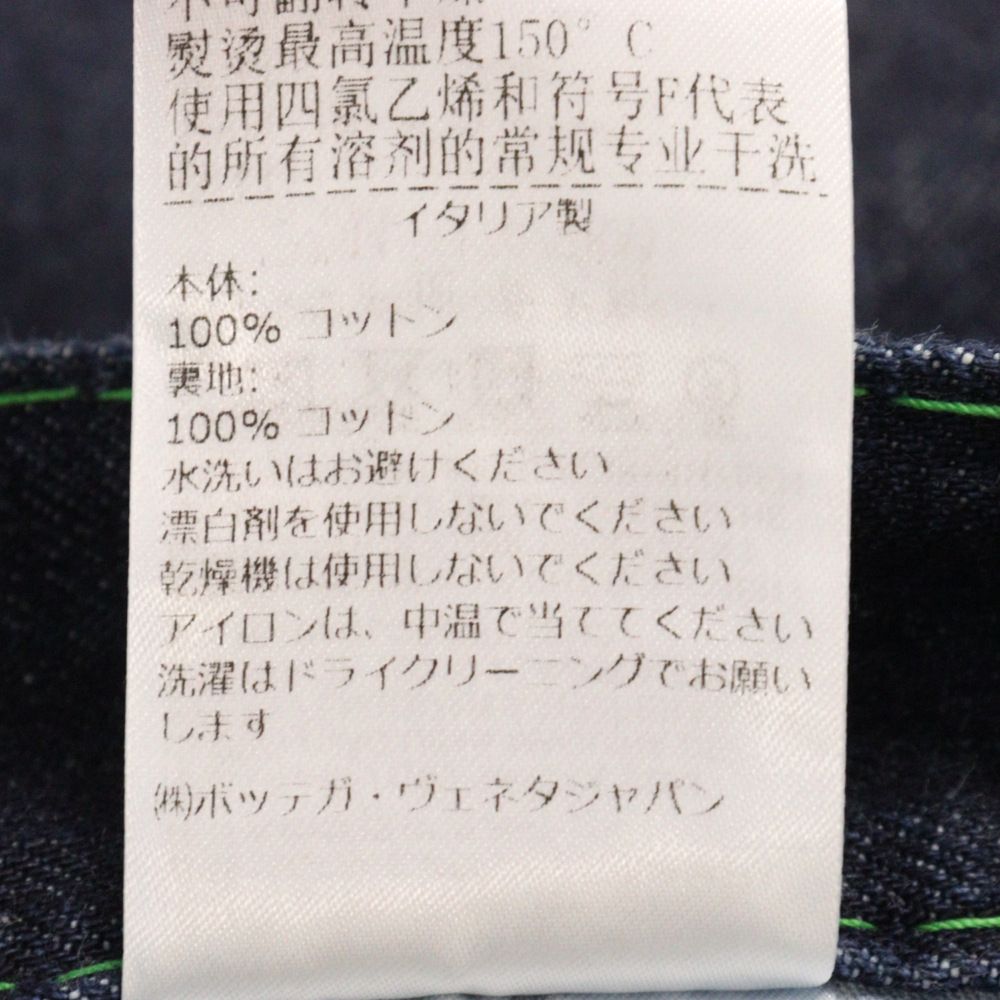 不可翻转干燥
熨烫最高温度150° C
使用四氯乙烯和符号F代表
的所有溶剂的常规专业干洗
イタリア製
本体:
100% コットン
裏地:
100% コットン
水洗いはお避けください
漂白剤を使用しないでください
乾燥機は使用しないでください
アイロンは、中温で当ててください
洗濯はドライクリーニングでお願い
します
㈱ボッテガ・ヴェネタジャパン